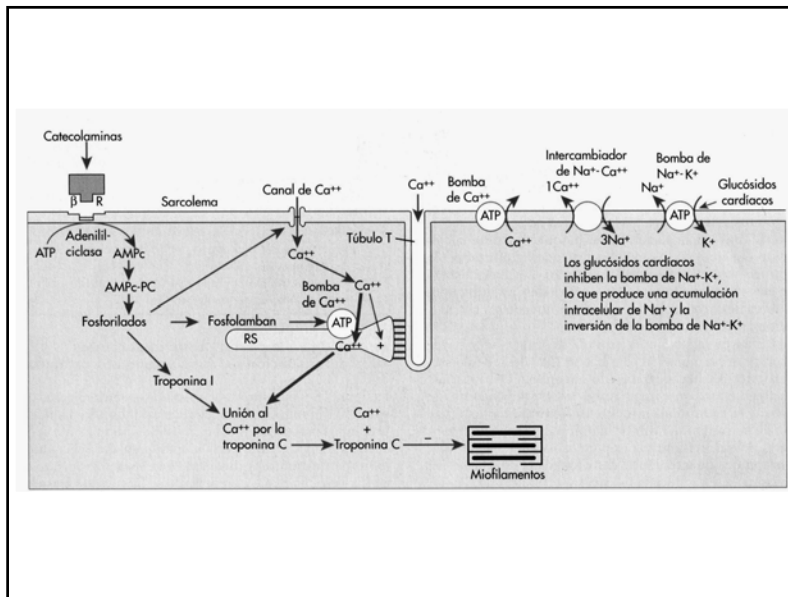 Catecolaminas
β R
Sarcolema
Canal de Ca++
Ca++
Bomba
de Ca++
Intercambiador
de Na+-Ca++
1Ca++
Bomba de
Na+-K+
Na+
Glucósidos
cardiacos
ATP
Adenilil-
ciclasa
AMPc
AMPc-PC
Fosforilados
Ca++
Túbulo T
ATP
Ca++
3Na+
ATP
K+
Los glucósidos cardíacos
inhiben la bomba de Na+-K+,
lo que produce una acumulación
intracelular de Na+ y la
inversión de la bomba de Na+-K+
Ca++
Bomba
de Ca++
Fosfolamban
ATP
RS
Ca++
+
Troponina I
Unión al
Ca++ por la
troponina C
Ca++
+
Troponina C
–
Miofilamentos